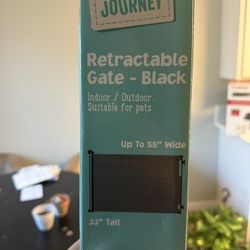 JOURNEY
Retractable
Gate - Black
Indoor / Outdoor.
Suitable for pets
Up To 55" Wide
33" Tall